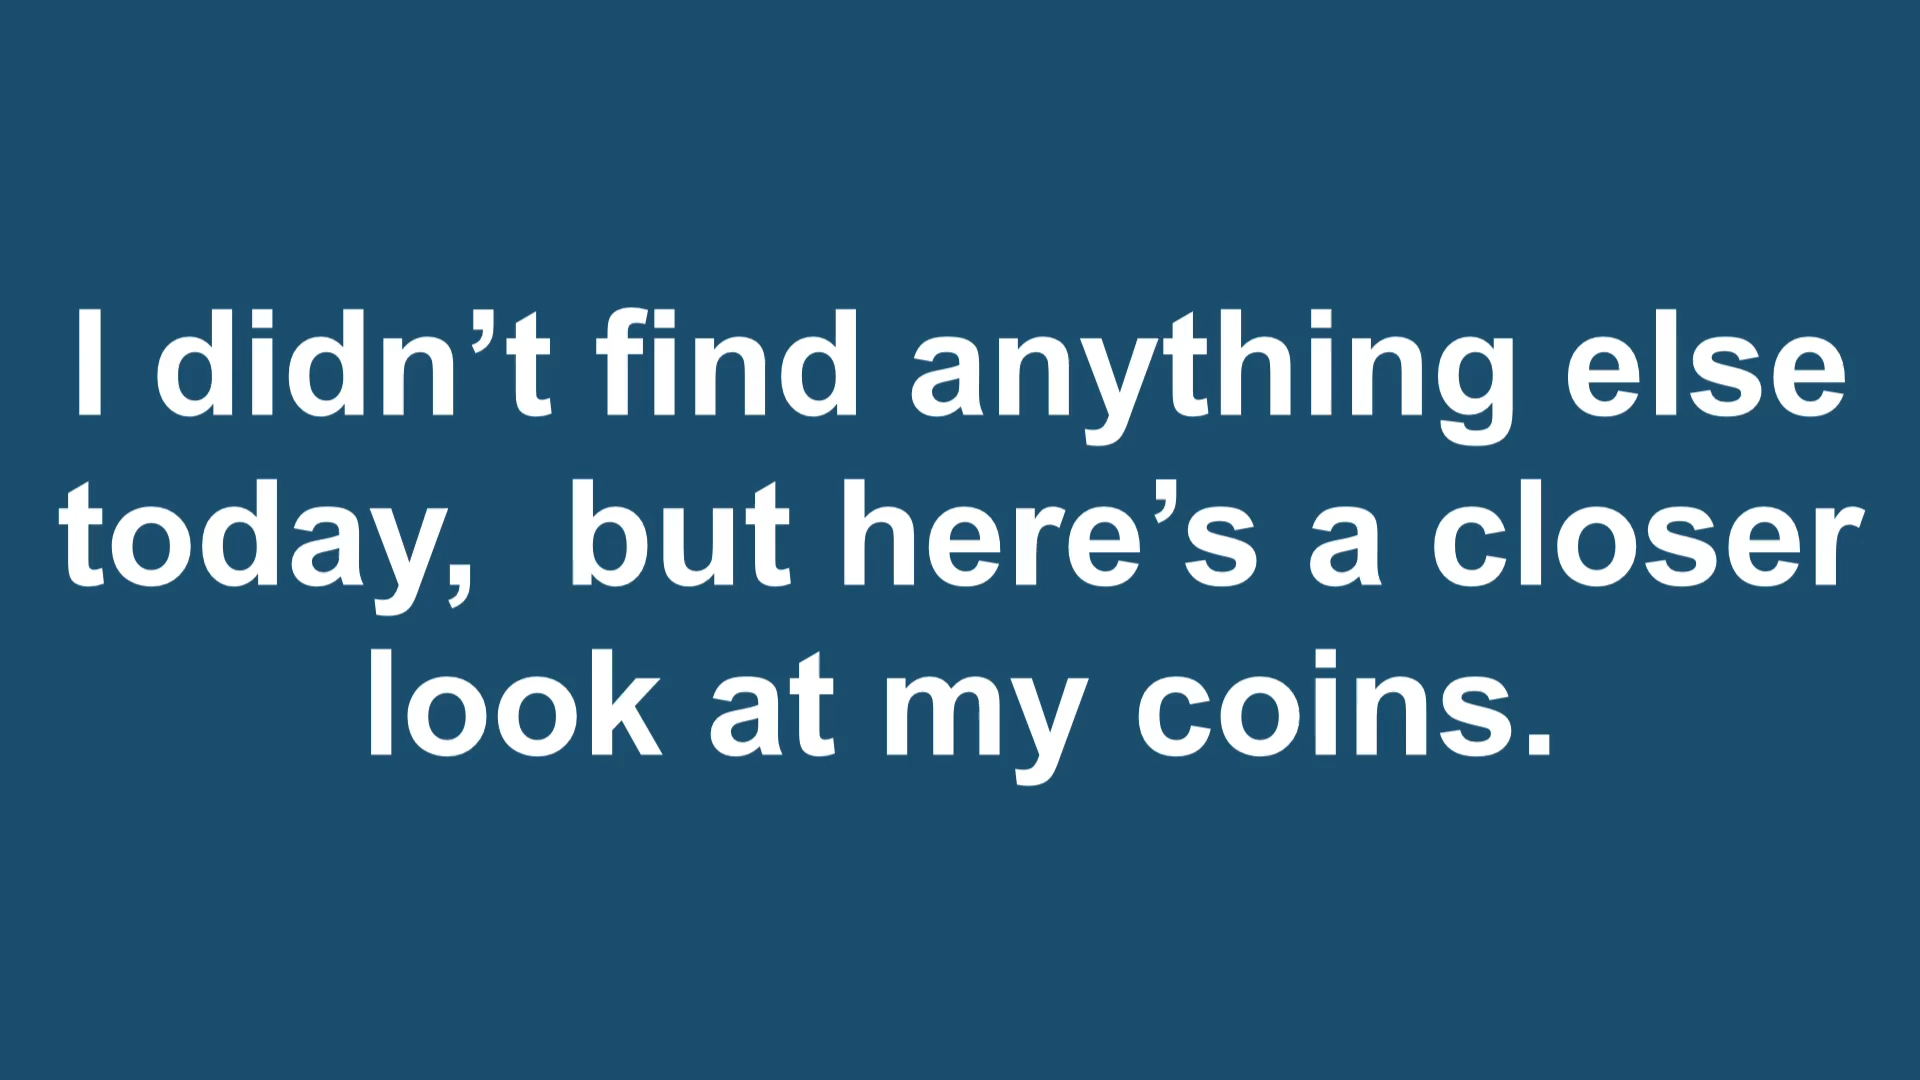 I didn’t find anything else
today,  but here’s a closer
look at my coins.